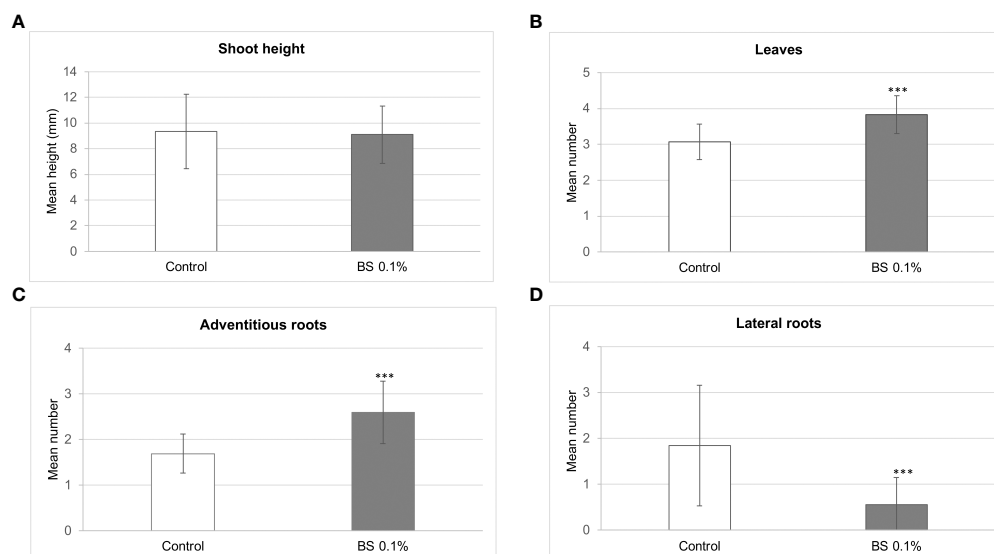 A
Shoot height
Mean height (mm)
14
12
10
8
6
4
2
0
Control
BS 0.1%
B
Leaves
Mean number
5
4
3
2
1
0
***
Control
BS 0.1%
C
Adventitious roots
Mean number
4
3
2
1
0
***
Control
BS 0.1%
D
Lateral roots
Mean number
4
3
2
1
0
***
Control
BS 0.1%